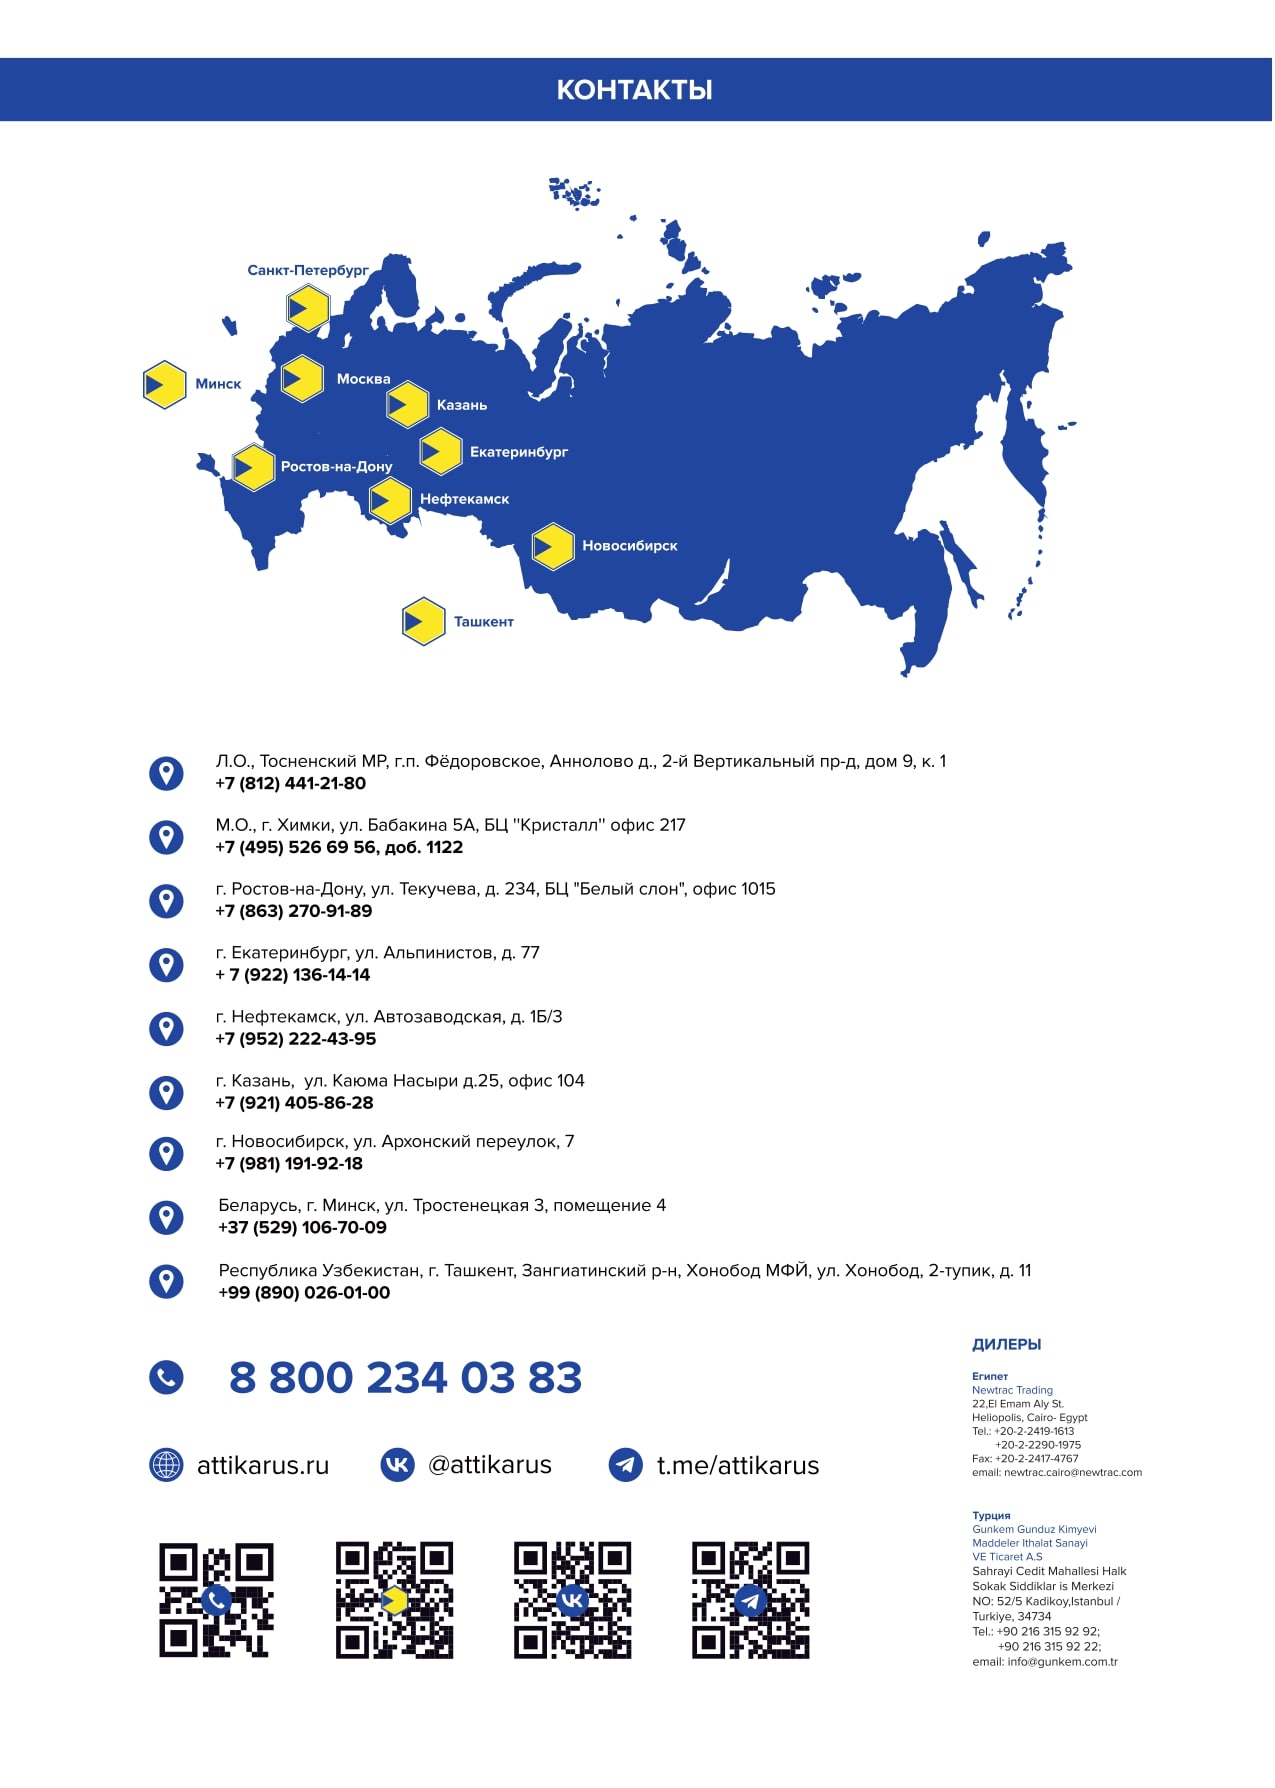 КОНТАКТЫ
Санкт-Петербург
Минск
Москва
Казань
Екатеринбург
Ростов-на-Дону
Нефтекамск
Новосибирск
Ташкент
Л.О., Тосненский МР, г.п. Фёдоровское, Аннолово д., 2-й Вертикальный пр-д, дом 9, к. 1
+7 (812) 441-21-80
М.О., г. Химки, ул. Бабакина 5А, БЦ ''Кристалл'' офис 217
+7 (495) 526 69 56, доб. 1122
г. Ростов-на-Дону, ул. Текучева, д. 234, БЦ "Белый слон", офис 1015
+7 (863) 270-91-89
г. Екатеринбург, ул. Альпинистов, д. 77
+ 7 (922) 136-14-14
г. Нефтекамск, ул. Автозаводская, д. 1Б/3
+7 (952) 222-43-95
г. Казань,  ул. Каюма Насыри д.25, офис 104
+7 (921) 405-86-28
г. Новосибирск, ул. Архонский переулок, 7
+7 (981) 191-92-18
Беларусь, г. Минск, ул. Тростенецкая 3, помещение 4
+37 (529) 106-70-09
Республика Узбекистан, г. Ташкент, Зангиатинский р-н, Хонобод МФЙ, ул. Хонобод, 2-тупик, д. 11
+99 (890) 026-01-00
8 800 234 03 83
attikarus.ru
@attikarus
t.me/attikarus
ДИЛЕРЫ
Египет
Newtrac Trading
22,El Emam Aly St.
Heliopolis, Cairo- Egypt
Tel.: +20-2-2419-1613
+20-2-2290-1975
Fax: +20-2-2417-4767
email: newtrac.cairo@newtrac.com
Турция
Gunkem Gunduz Kimyevi
Maddeler Ithalat Sanayi
VE Ticaret A.S
Sahrayi Cedit Mahallesi Halk
Sokak Siddiklar is Merkezi
NO: 52/5 Kadikoy,Istanbul /
Turkiye, 34734
Tel.: +90 216 315 92 92;
+90 216 315 92 22;
email: info@gunkem.com.tr